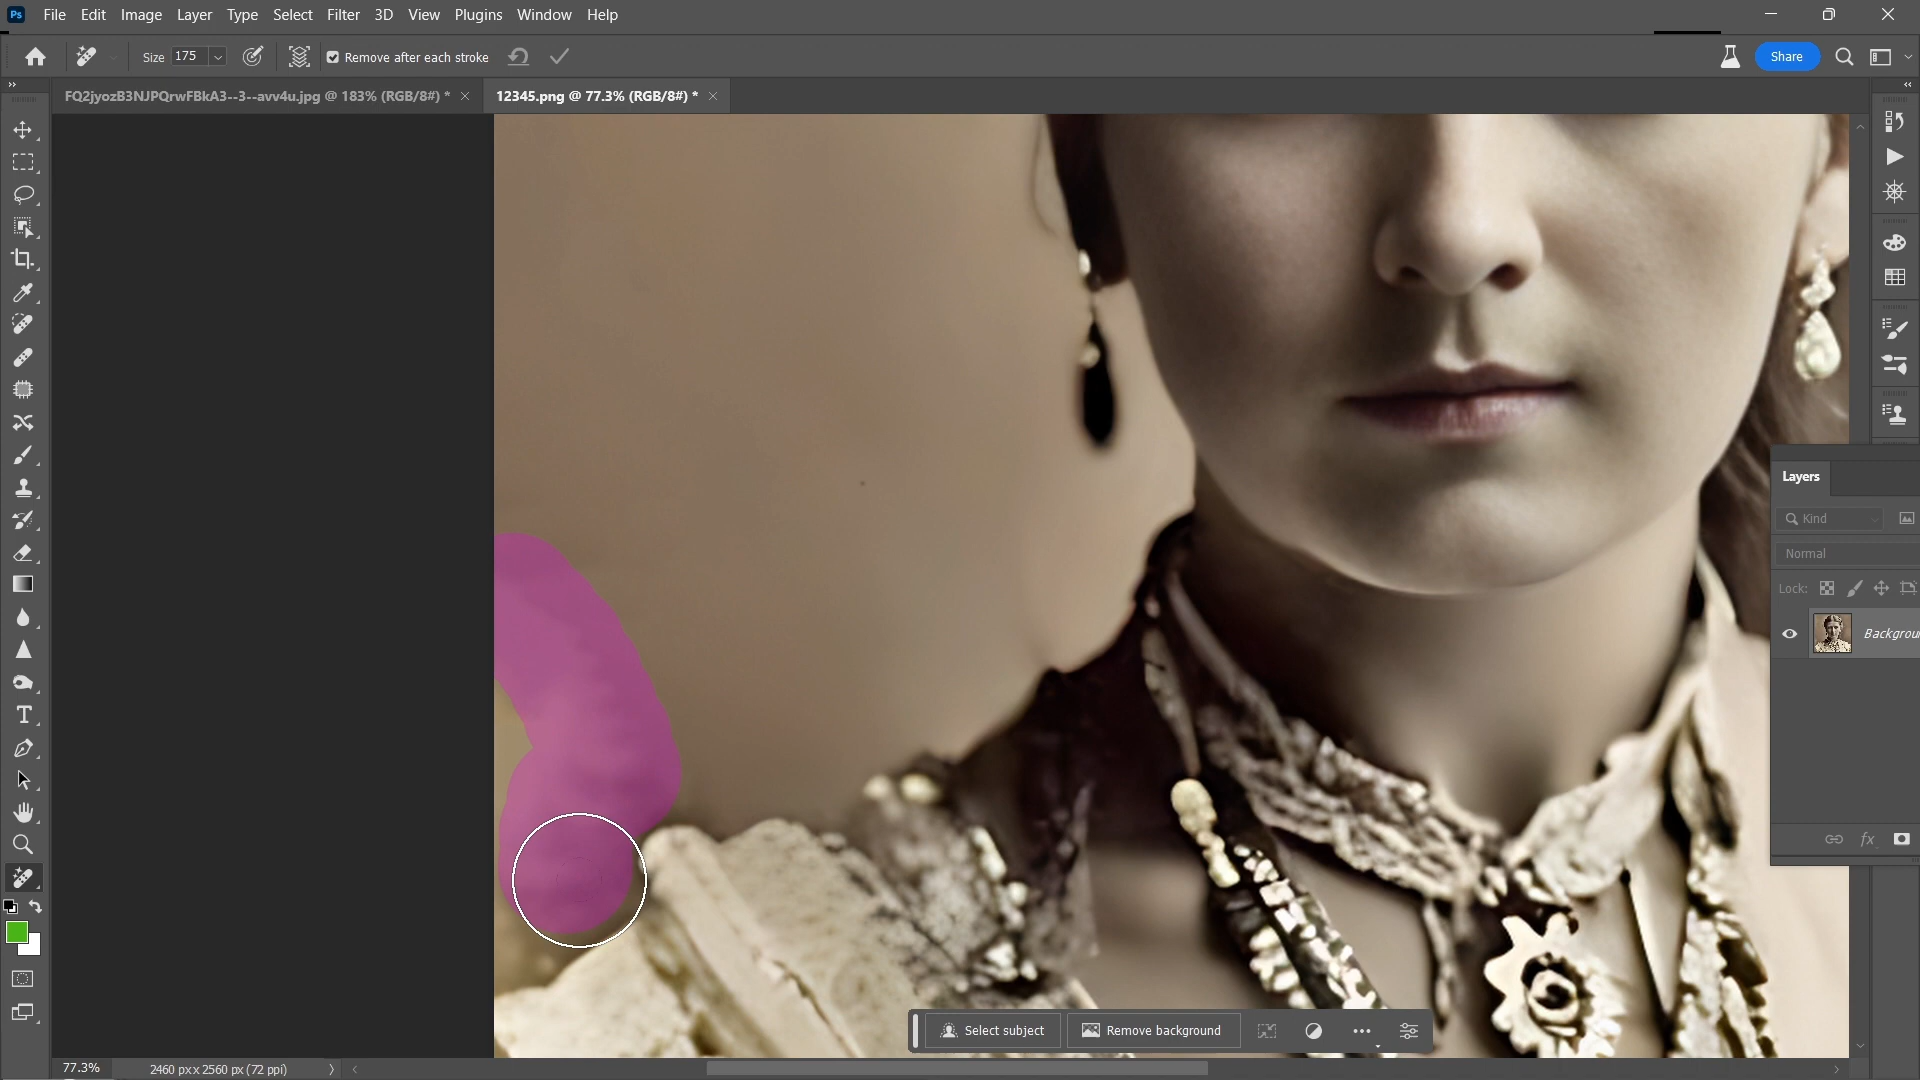 Ps File Edit Image Layer Type Select Filter 3D View Plugins Window Help
Size 175 Remove after each stroke Share
FQ2jyozB3NJPQrwFBkA3--3--avv4u.jpg @ 183% (RGB/8#) * 12345.png @ 77.3% (RGB/8#) *
Layers
Kind
Normal
Lock:
Backgrou
fx
Select subject Remove background
77.3% 2460 px x 2560 px (72 ppi)